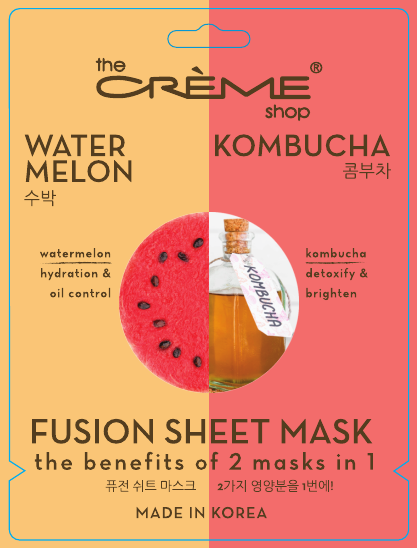 the
CRÈME®
shop
WATER
MELON
수박
KOMBUCHA
콤부차
watermelon
hydration &
oil control
kombucha
detoxify &
brighten
KOMBUCHA
FUSION SHEET MASK
the benefits of 2 masks in 1
퓨전 쉬트 마스크 2가지 영양분을 1번에!
MADE IN KOREA